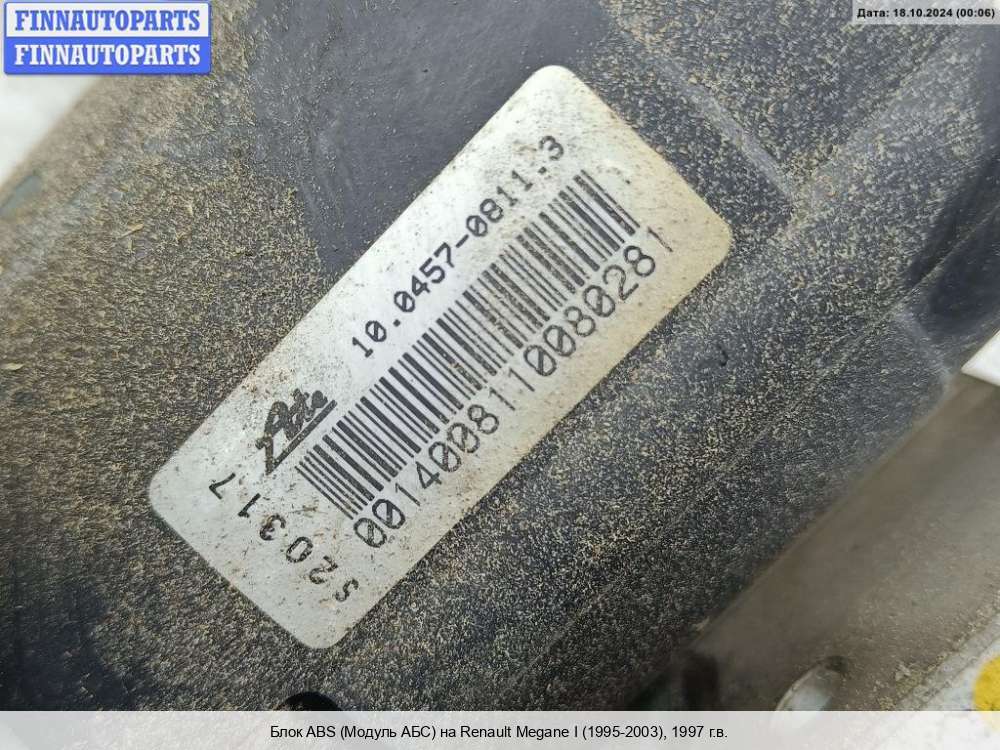 FINNAUTOPARTS
FINNAUTOPARTS
Дата: 18.10.2024 (00:06)
10.0457-0811.3
Ate
0014008110080281
S20317
Блок ABS (Модуль АБС) на Renault Megane I (1995-2003), 1997 г.в.